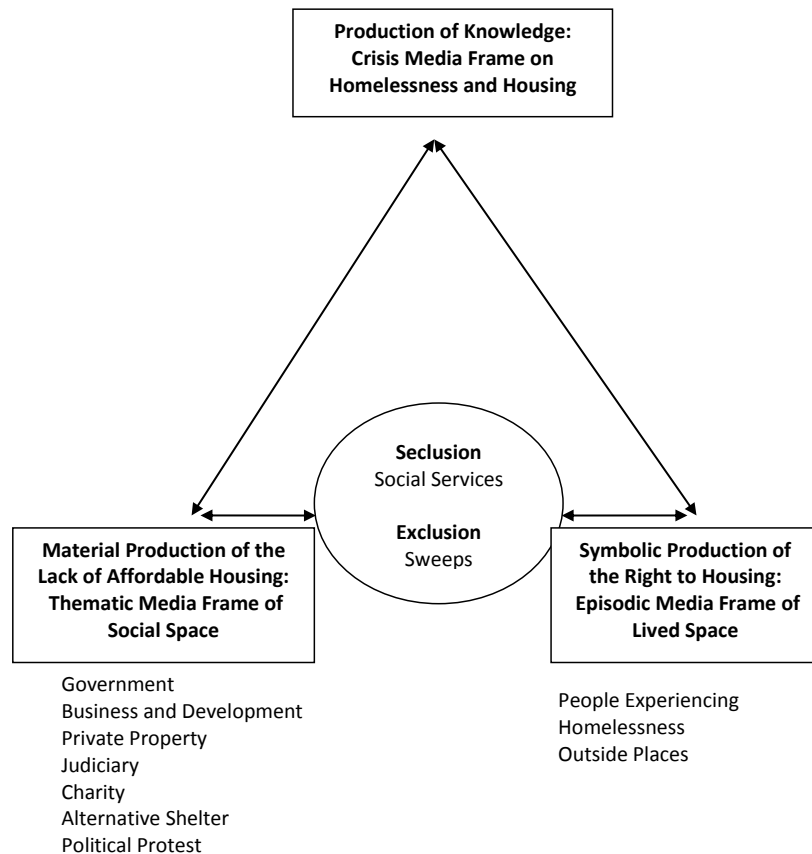 Production of Knowledge:
Crisis Media Frame on
Homelessness and Housing
Seclusion
Social Services
Exclusion
Sweeps
Material Production of the
Lack of Affordable Housing:
Thematic Media Frame of
Social Space
Symbolic Production of
the Right to Housing:
Episodic Media Frame of
Lived Space
Government
Business and Development
Private Property
Judiciary
Charity
Alternative Shelter
Political Protest
People Experiencing
Homelessness
Outside Places